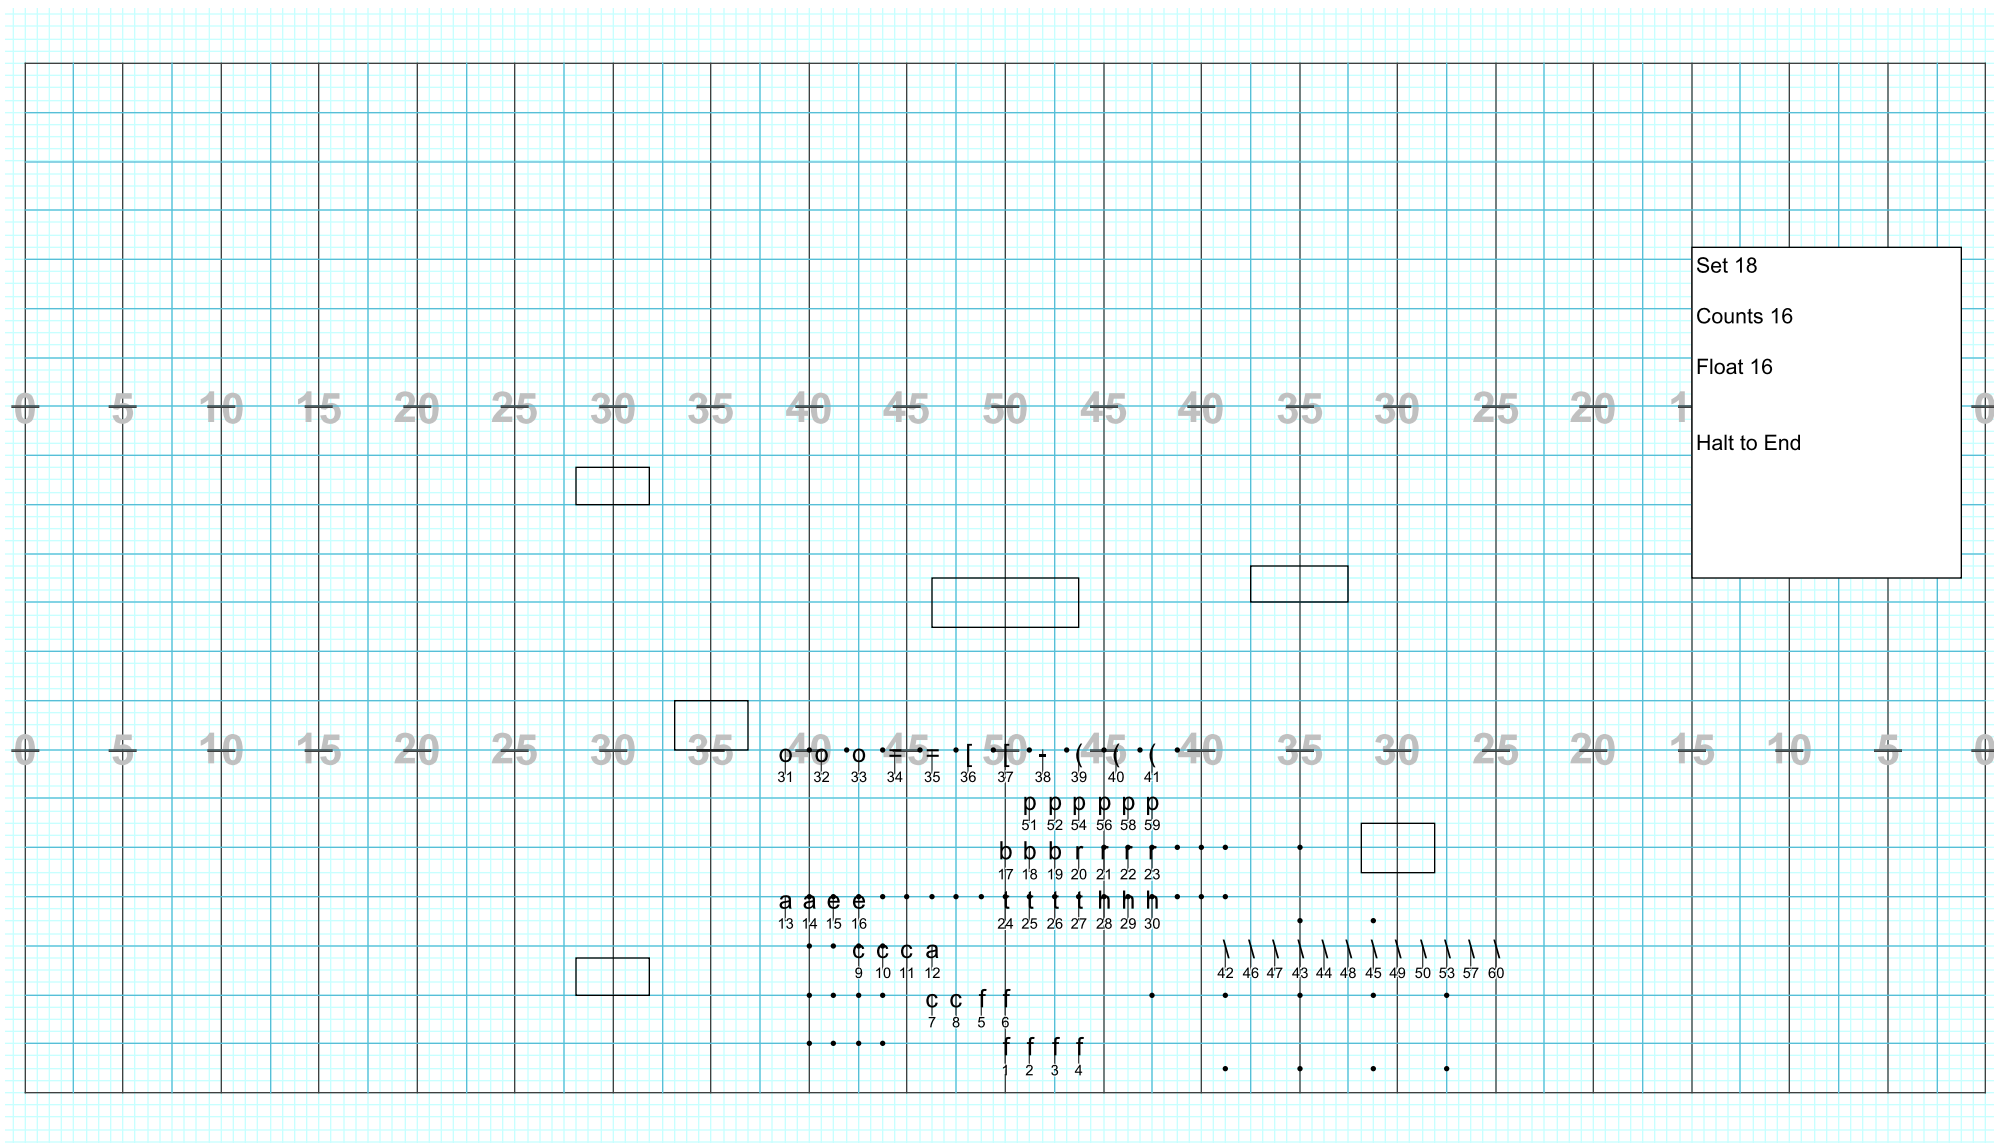 Set 18
Counts 16
Float 16
0 5 10 15 20 25 30 35 40 45 50 45 40 35 30 25 20 1 0
Halt to End
0 5 10 15 20 25 30 35 40 45 50 45 40 35 30 25 20 15 10 5 0
o o o = = [ [ - ( ( (
31 32 33 34 35 36 37 38 39 40 41
p p p p p p
51 52 54 56 58 59
b b b r r r r
17 18 19 20 21 22 23
a a e e t t t t h h h
13 14 15 16 24 25 26 27 28 29 30
c c c a \ \ \ \ \ \ \ \ \ \ \ \
9 10 11 12 42 46 47 43 44 48 45 49 50 53 57 60
c c f f
7 8 5 6
f f f f
1 2 3 4